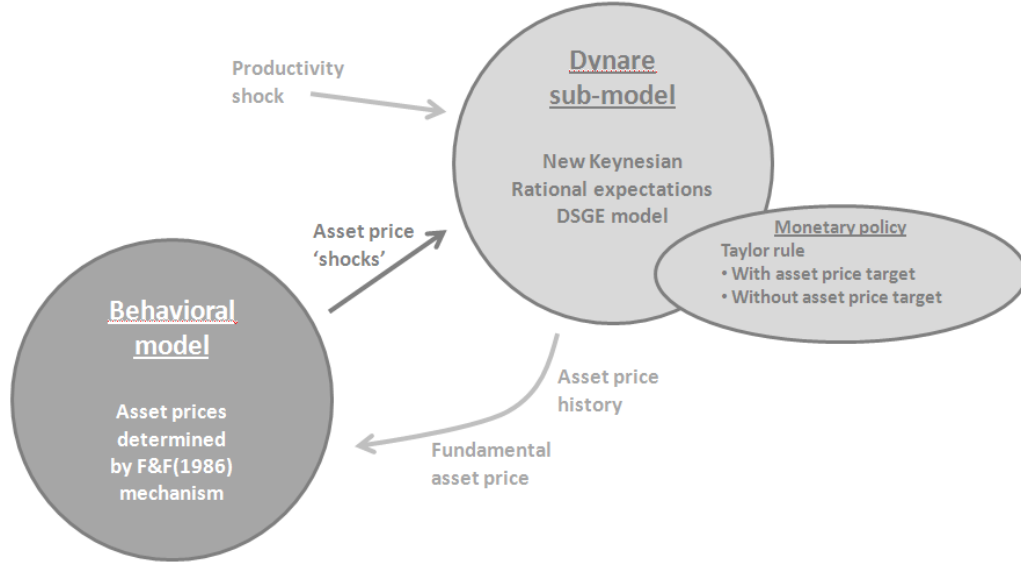 Productivity
shock
Dynare
sub-model
New Keynesian
Rational expectations
DSGE model
Monetary policy
Taylor rule
• With asset price target
• Without asset price target
Asset price
‘shocks’
Behavioral
model
Asset prices
determined
by F&F(1986)
mechanism
Asset price
history
Fundamental
asset price